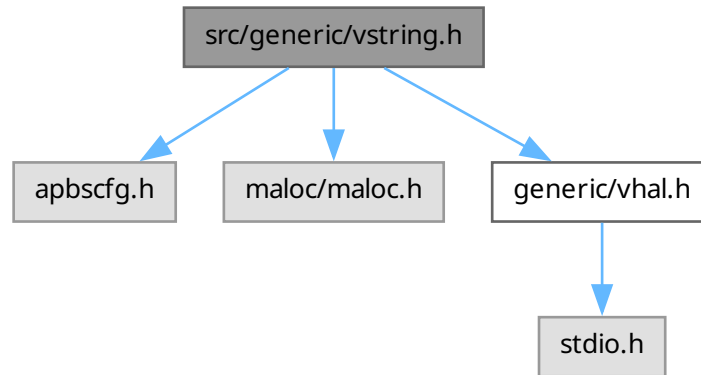 src/generic/vstring.h
apbscfg.h
maloc/maloc.h
generic/vhal.h
stdio.h